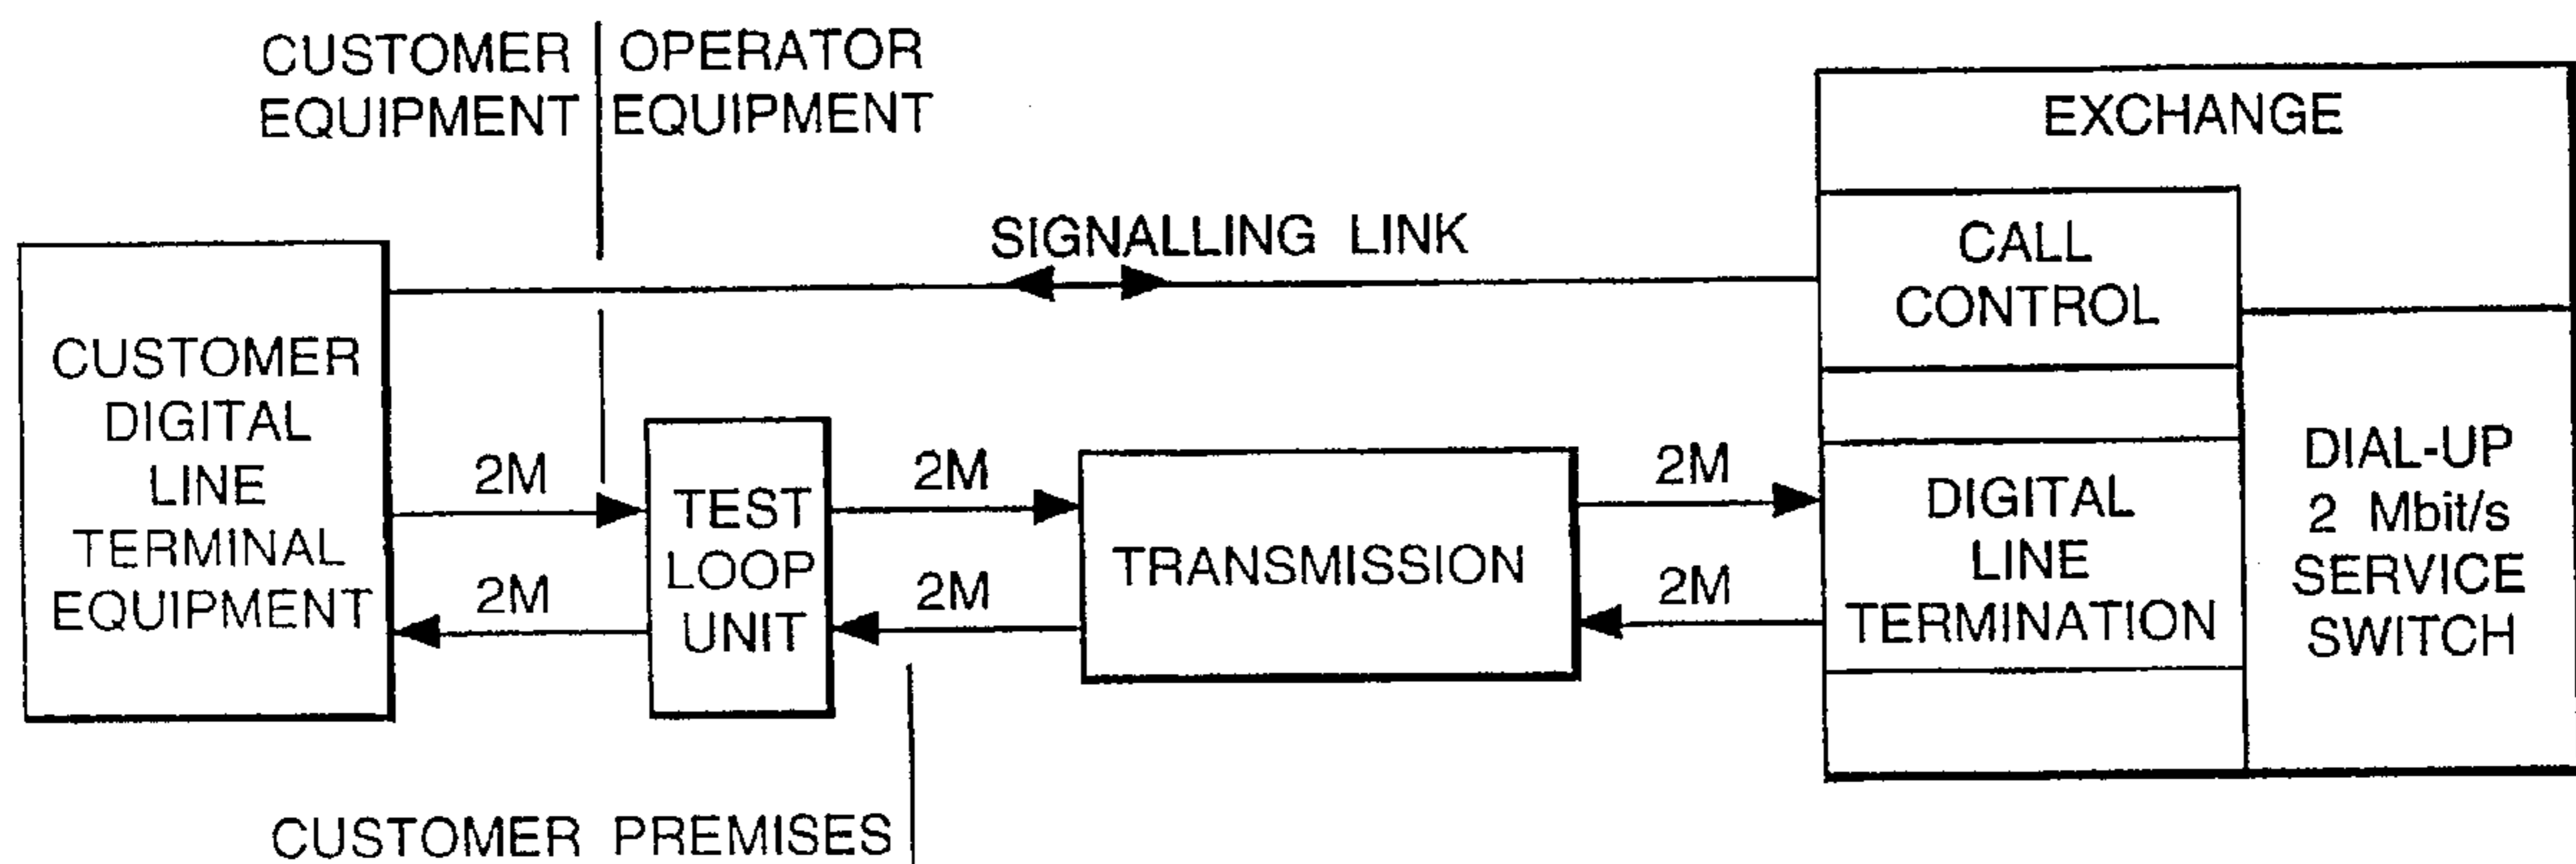 CUSTOMER EQUIPMENT
OPERATOR EQUIPMENT
EXCHANGE
SIGNALLING LINK
CALL
CONTROL
CUSTOMER
DIGITAL
LINE
TERMINAL
EQUIPMENT
2M
2M
TEST
LOOP
UNIT
2M
2M
TRANSMISSION
2M
2M
DIGITAL
LINE
TERMINATION
DIAL-UP
2 Mbit/s
SERVICE
SWITCH
CUSTOMER PREMISES